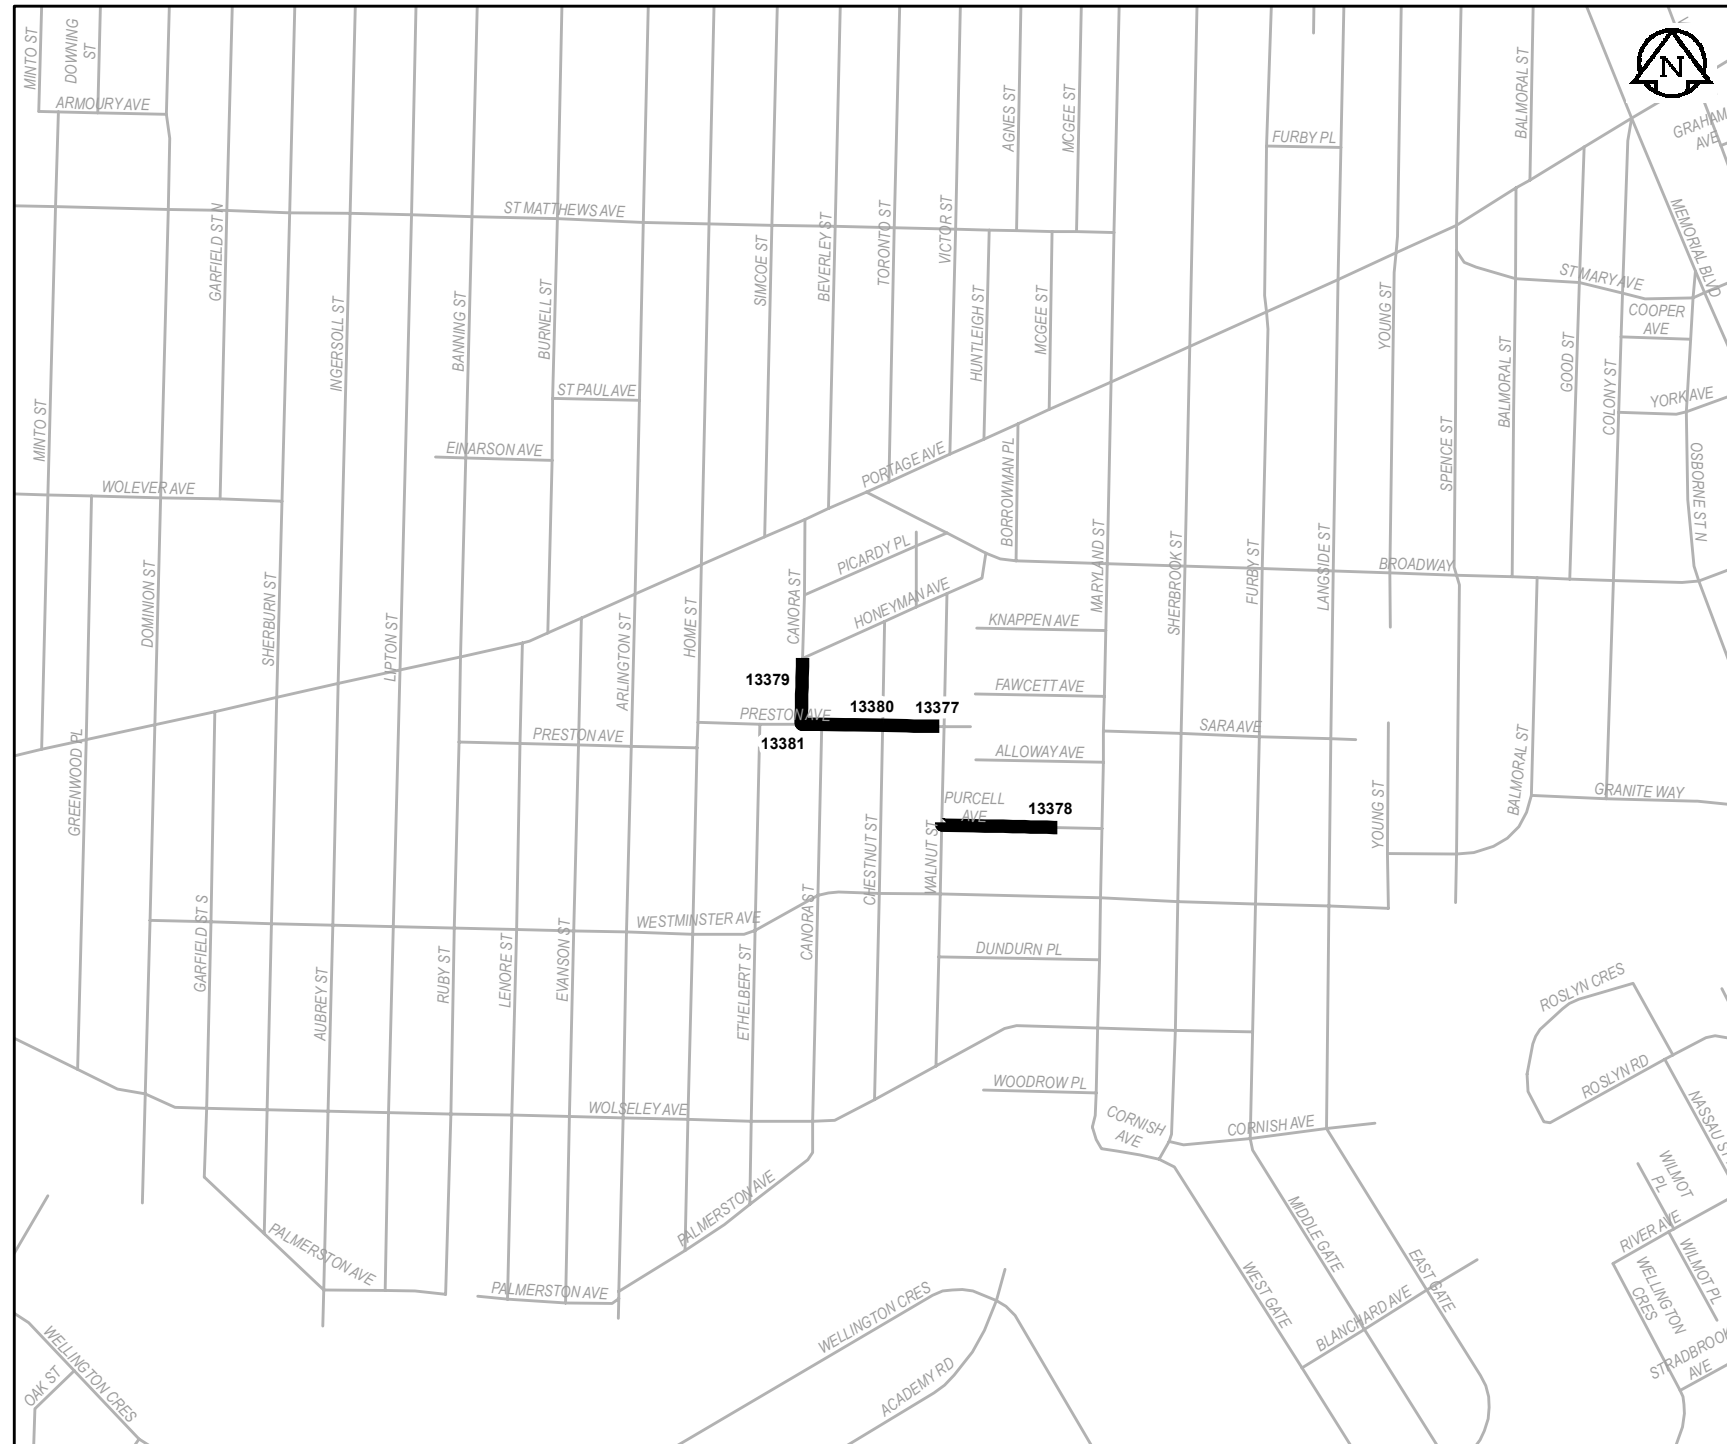 MINTO ST
DOWNING
ST
ARMOURY AVE
N
GRAHAM
AVE
AGNES ST
MCGEE ST
BALMORAL ST
FURBY PL
MEMORIAL BLVD
ST MATTHEWS AVE
GARFIELD ST N
SIMCOE ST
BEVERLEY ST
TORONTO ST
VICTOR ST
ST MARY AVE
COOPER
AVE
INGERSOLL ST
BANNING ST
BURNELL ST
HUNTLEIGH ST
MCGEE ST
YOUNG ST
BALMORAL ST
GOOD ST
COLONY ST
YORK AVE
ST PAUL AVE
MINTO ST
EINARSON AVE
PORTAGE AVE
BORROWMAN PL
SPENCE ST
OSBORNE ST N
WOLEVER AVE
PICARDY PL
MARYLAND ST
SHERBROOK ST
FURBY ST
LANGSIDE ST
BROADWAY
DOMINION ST
SHERBURN ST
LIPTON ST
ARLINGTON ST
HOME ST
CANORA ST
HONEYMAN AVE
KNAPPEN AVE
13379
FAWCETT AVE
13380
13377
PRESTON AVE
PRESTON AVE
13381
SARA AVE
ALLOWAY AVE
GREENWOOD PL
YOUNG ST
BALMORAL ST
GRANITE WAY
PURCELL
AVE
13378
CHESTNUT ST
WALNUT ST
WESTMINSTER AVE
CANORA ST
DUNDURN PL
GARFIELD ST S
AUBREY ST
RUBY ST
LENORE ST
EVANSON ST
ETHELBERT ST
ROSLYN CRES
ROSLYN RD
WOODROW PL
WOLSELEY AVE
CORNISH
AVE
CORNISH AVE
NASSAU ST
WILMOT
PL
PALMERSTON AVE
PALMERSTON AVE
PALMERSTON AVE
MIDDLE GATE
RIVER AVE
WEST GATE
EAST GATE
WILMOT PL
WELLINGTON
CRES
BLANCHARD AVE
WELLINGTON CRES
WELLINGTON CRES
OAK ST
ACADEMY RD
STRADBROOK
AVE